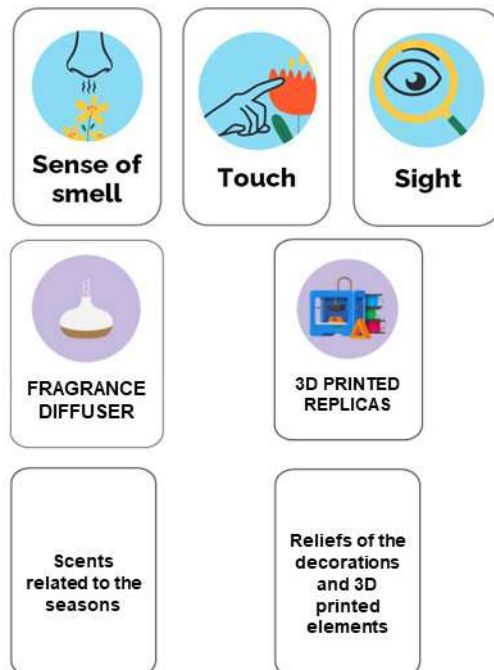 Sense of
smell
Touch
Sight
FRAGRANCE
DIFFUSER
3D PRINTED
REPLICAS
Scents
related to the
seasons
Reliefs of the
decorations
and 3D
printed
elements